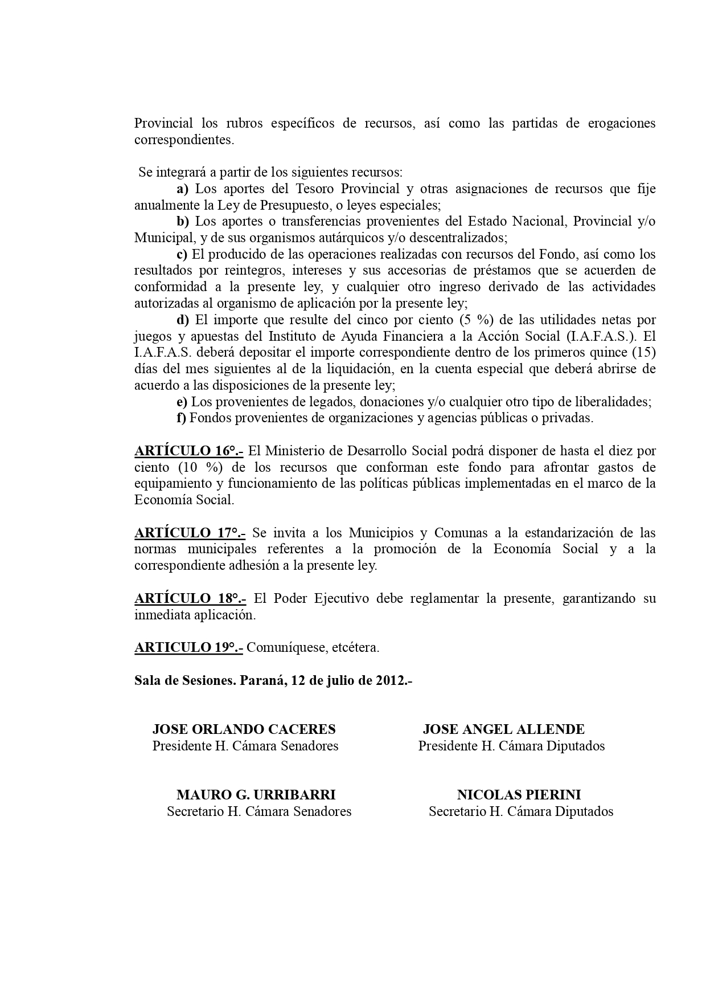 Provincial los rubros específicos de recursos, así como las partidas de erogaciones
correspondientes.
Se integrará a partir de los siguientes recursos:
a) Los aportes del Tesoro Provincial y otras asignaciones de recursos que fije
anualmente la Ley de Presupuesto, o leyes especiales;
b) Los aportes o transferencias provenientes del Estado Nacional, Provincial y/o
Municipal, y de sus organismos autárquicos y/o descentralizados;
c) El producido de las operaciones realizadas con recursos del Fondo, así como los
resultados por reintegros, intereses y sus accesorias de préstamos que se acuerden de
conformidad a la presente ley, y cualquier otro ingreso derivado de las actividades
autorizadas al organismo de aplicación por la presente ley;
d) El importe que resulte del cinco por ciento (5 %) de las utilidades netas por
juegos y apuestas del Instituto de Ayuda Financiera a la Acción Social (I.A.F.A.S.). El
I.A.F.A.S. deberá depositar el importe correspondiente dentro de los primeros quince (15)
días del mes siguientes al de la liquidación, en la cuenta especial que deberá abrirse de
acuerdo a las disposiciones de la presente ley;
e) Los provenientes de legados, donaciones y/o cualquier otro tipo de liberalidades;
f) Fondos provenientes de organizaciones y agencias públicas o privadas.
ARTÍCULO 16°.- El Ministerio de Desarrollo Social podrá disponer de hasta el diez por
ciento (10 %) de los recursos que conforman este fondo para afrontar gastos de
equipamiento y funcionamiento de las políticas públicas implementadas en el marco de la
Economía Social.
ARTÍCULO 17°.- Se invita a los Municipios y Comunas a la estandarización de las
normas municipales referentes a la promoción de la Economía Social y a la
correspondiente adhesión a la presente ley.
ARTÍCULO 18°.- El Poder Ejecutivo debe reglamentar la presente, garantizando su
inmediata aplicación.
ARTICULO 19°.- Comuníquese, etcétera.
Sala de Sesiones. Paraná, 12 de julio de 2012.-
JOSE ORLANDO CACERES JOSE ANGEL ALLENDE
Presidente H. Cámara Senadores Presidente H. Cámara Diputados
MAURO G. URRIBARRI NICOLAS PIERINI
Secretario H. Cámara Senadores Secretario H. Cámara Diputados